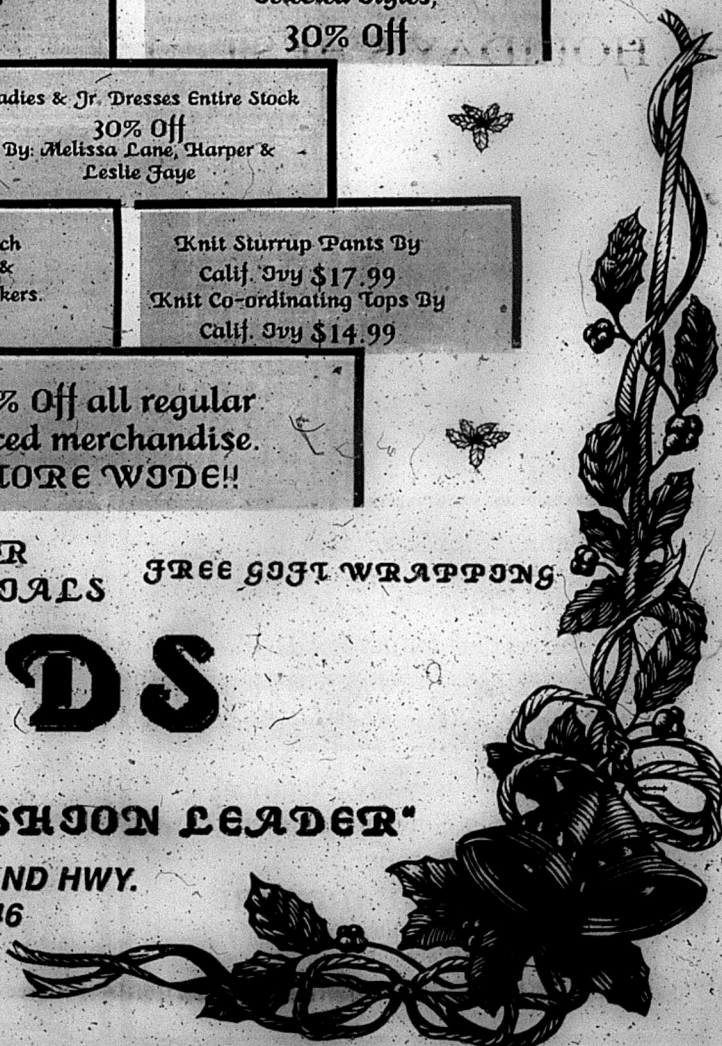 30% Off
adies & Jr. Dresses Entire Stock
30% Off
By: Melissa Lane, Harper &
Leslie Faye
ch
&
kers.
Knit Sturrup Pants By
Calif. Ivy $17.99
Knit Co-ordinating Tops By
Calif. Ivy $14.99
% Off all regular
ced merchandise.
TORE WIDE!!
R
IALS
FREE GIFT WRAPPING
DS
SHION LEADER"
ND HWY.
46